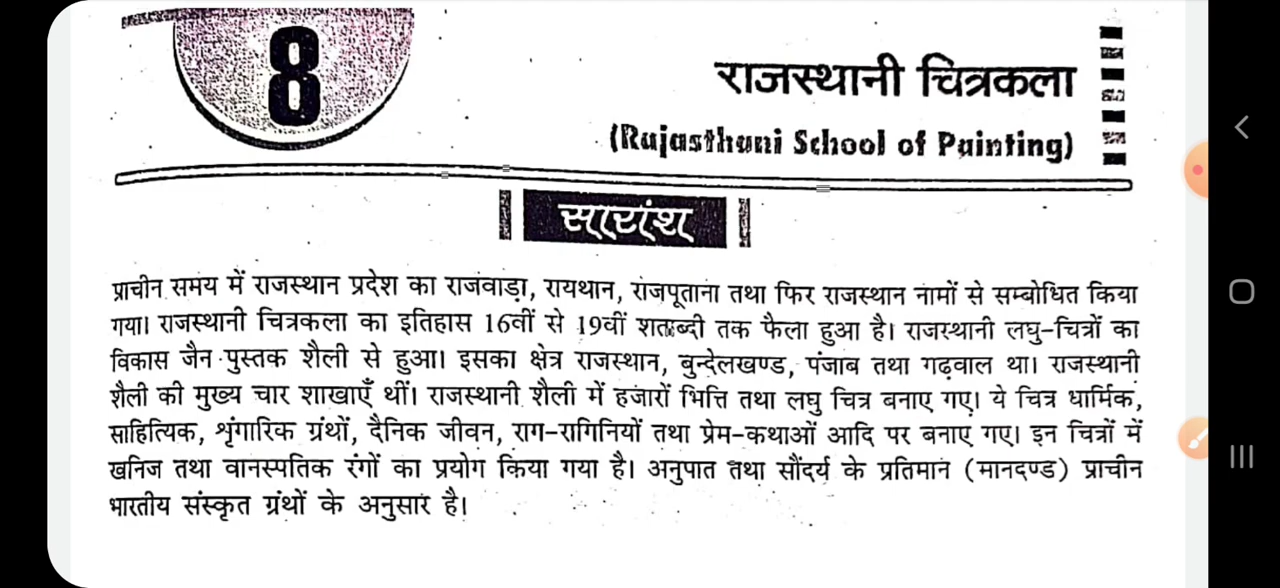 8
राजस्थानी चित्रकला
(Rajasthani School of Painting)
सारांश
प्राचीन समय में राजस्थान प्रदेश का राजवाड़ा, रायथान, राजपूताना तथा फिर राजस्थान नामों से सम्बोधित किया
गया। राजस्थानी चित्रकला का इतिहास 16वीं से 19वीं शताब्दी तक फैला हुआ है। राजस्थानी लघु-चित्रों का
विकास जैन पुस्तक शैली से हुआ। इसका क्षेत्र राजस्थान, बुन्देलखण्ड, पंजाब तथा गढ़वाल था। राजस्थानी
शैली की मुख्य चार शाखाएँ थीं। राजस्थानी शैली में हजारों भित्ति तथा लघु चित्र बनाए गए। ये चित्र धार्मिक,
साहित्यिक, शृंगारिक ग्रंथों, दैनिक जीवन, राग-रागिनियों तथा प्रेम-कथाओं आदि पर बनाए गए। इन चित्रों में
खनिज तथा वानस्पतिक रंगों का प्रयोग किया गया है। अनुपात तथा सौंदर्य के प्रतिमान (मानदण्ड) प्राचीन
भारतीय संस्कृत ग्रंथों के अनुसार है।